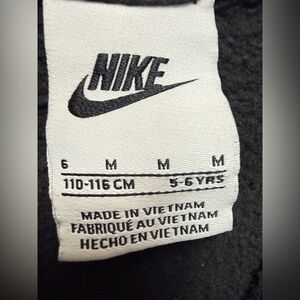 NIKE
6 M M M
110-116 CM 5-6 YRS
MADE IN VIETNAM
FABRIQUÉ AU VIETNAM
HECHO EN VIETNAM